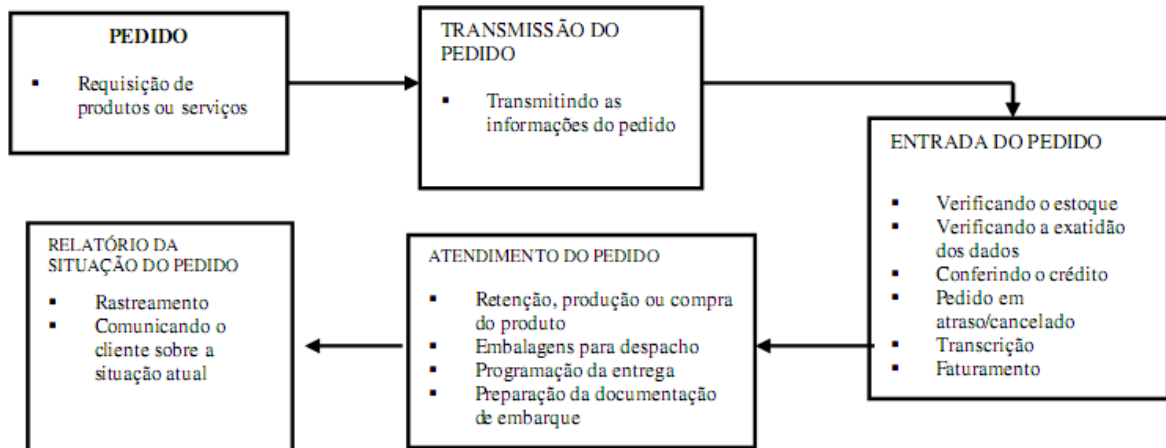 PEDIDO
▪ Requisição de
produtos ou serviços
TRANSMISSÃO DO
PEDIDO
▪ Transmitindo as
informações do pedido
ENTRADA DO PEDIDO
▪ Verificando o estoque
▪ Verificando a exatidão
dos dados
▪ Conferindo o crédito
▪ Pedido em
atraso/cancelado
▪ Transcrição
▪ Faturamento
ATENDIMENTO DO PEDIDO
▪ Retenção, produção ou compra
do produto
▪ Embalagens para despacho
▪ Programação da entrega
▪ Preparação da documentação
de embarque
RELATÓRIO DA
SITUAÇÃO DO PEDIDO
▪ Rastreamento
▪ Comunicando o
cliente sobre a
situação atual